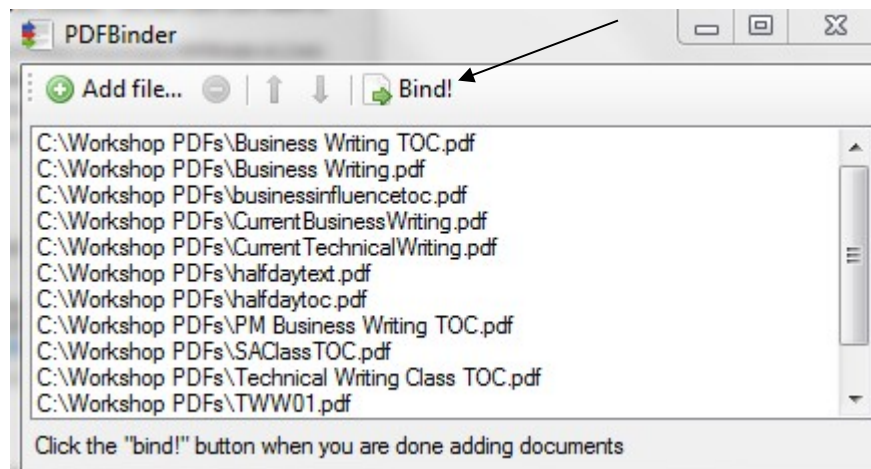 PDFBinder
Add file... Bind!
C:\Workshop PDFs\Business Writing TOC.pdf
C:\Workshop PDFs\Business Writing.pdf
C:\Workshop PDFs\businessinfluencetoc.pdf
C:\Workshop PDFs\CurrentBusinessWriting.pdf
C:\Workshop PDFs\CurrentTechnicalWriting.pdf
C:\Workshop PDFs\halfdaytext.pdf
C:\Workshop PDFs\halfdaytoc.pdf
C:\Workshop PDFs\PM Business Writing TOC.pdf
C:\Workshop PDFs\SAClassTOC.pdf
C:\Workshop PDFs\Technical Writing Class TOC.pdf
C:\Workshop PDFs\TWW01.pdf
Click the "bind!" button when you are done adding documents